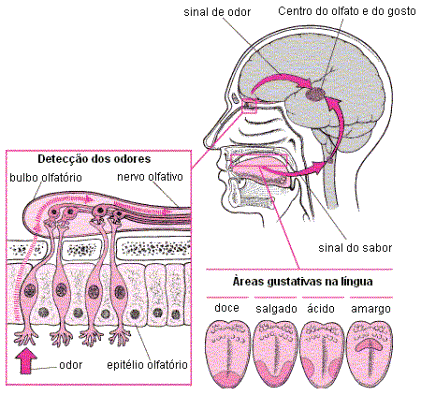 sinal de odor
Centro do olfato e do gosto
Detecção dos odores
bulbo olfatório
nervo olfativo
sinal do sabor
Àreas gustativas na língua
doce salgado ácido amargo
odor
epitélio olfatório